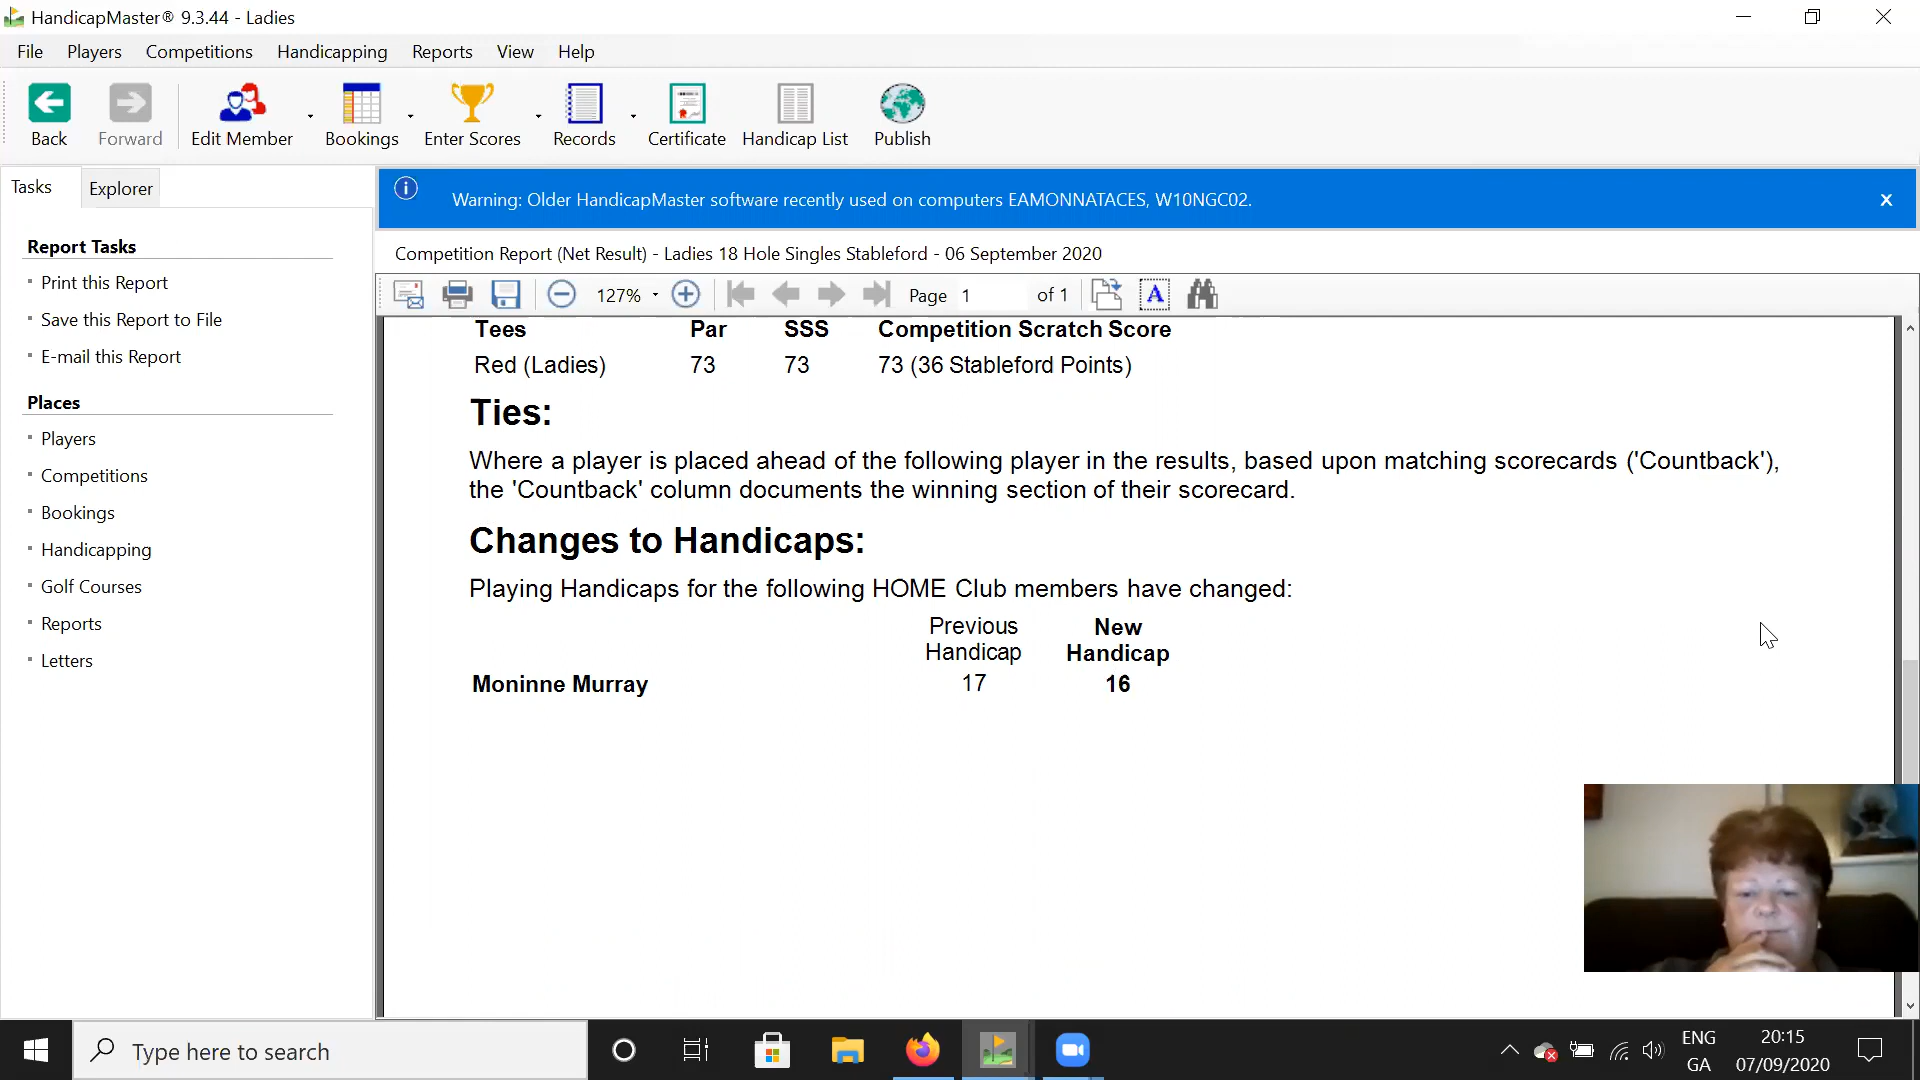 HandicapMaster® 9.3.44 - Ladies
File Players Competitions Handicapping Reports View Help
Back Forward Edit Member Bookings Enter Scores Records Certificate Handicap List Publish
Tasks Explorer
Warning: Older HandicapMaster software recently used on computers EAMONNATACES, W10NGC02.
Report Tasks
Print this Report
Save this Report to File
E-mail this Report
Places
Players
Competitions
Bookings
Handicapping
Golf Courses
Reports
Letters
Competition Report (Net Result) - Ladies 18 Hole Singles Stableford - 06 September 2020
127% Page 1 of 1 A
Tees Par SSS Competition Scratch Score
Red (Ladies) 73 73 73 (36 Stableford Points)
Ties:
Where a player is placed ahead of the following player in the results, based upon matching scorecards ('Countback'),
the 'Countback' column documents the winning section of their scorecard.
Changes to Handicaps:
Playing Handicaps for the following HOME Club members have changed:
Previous New
Handicap Handicap
Moninne Murray 17 16
Type here to search
ENG 20:15
GA 07/09/2020